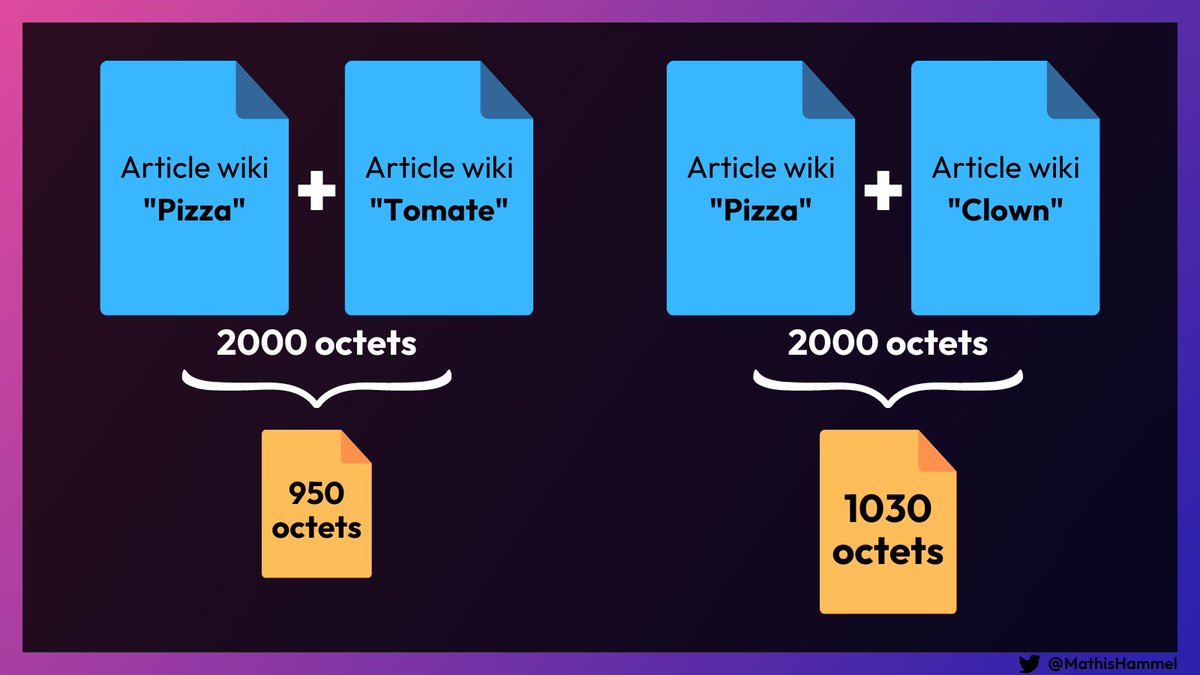 Article wiki
"Pizza"
Article wiki
"Tomate"
2000 octets
950
octets
Article wiki
"Pizza"
Article wiki
"Clown"
2000 octets
1030
octets
@MathisHammel